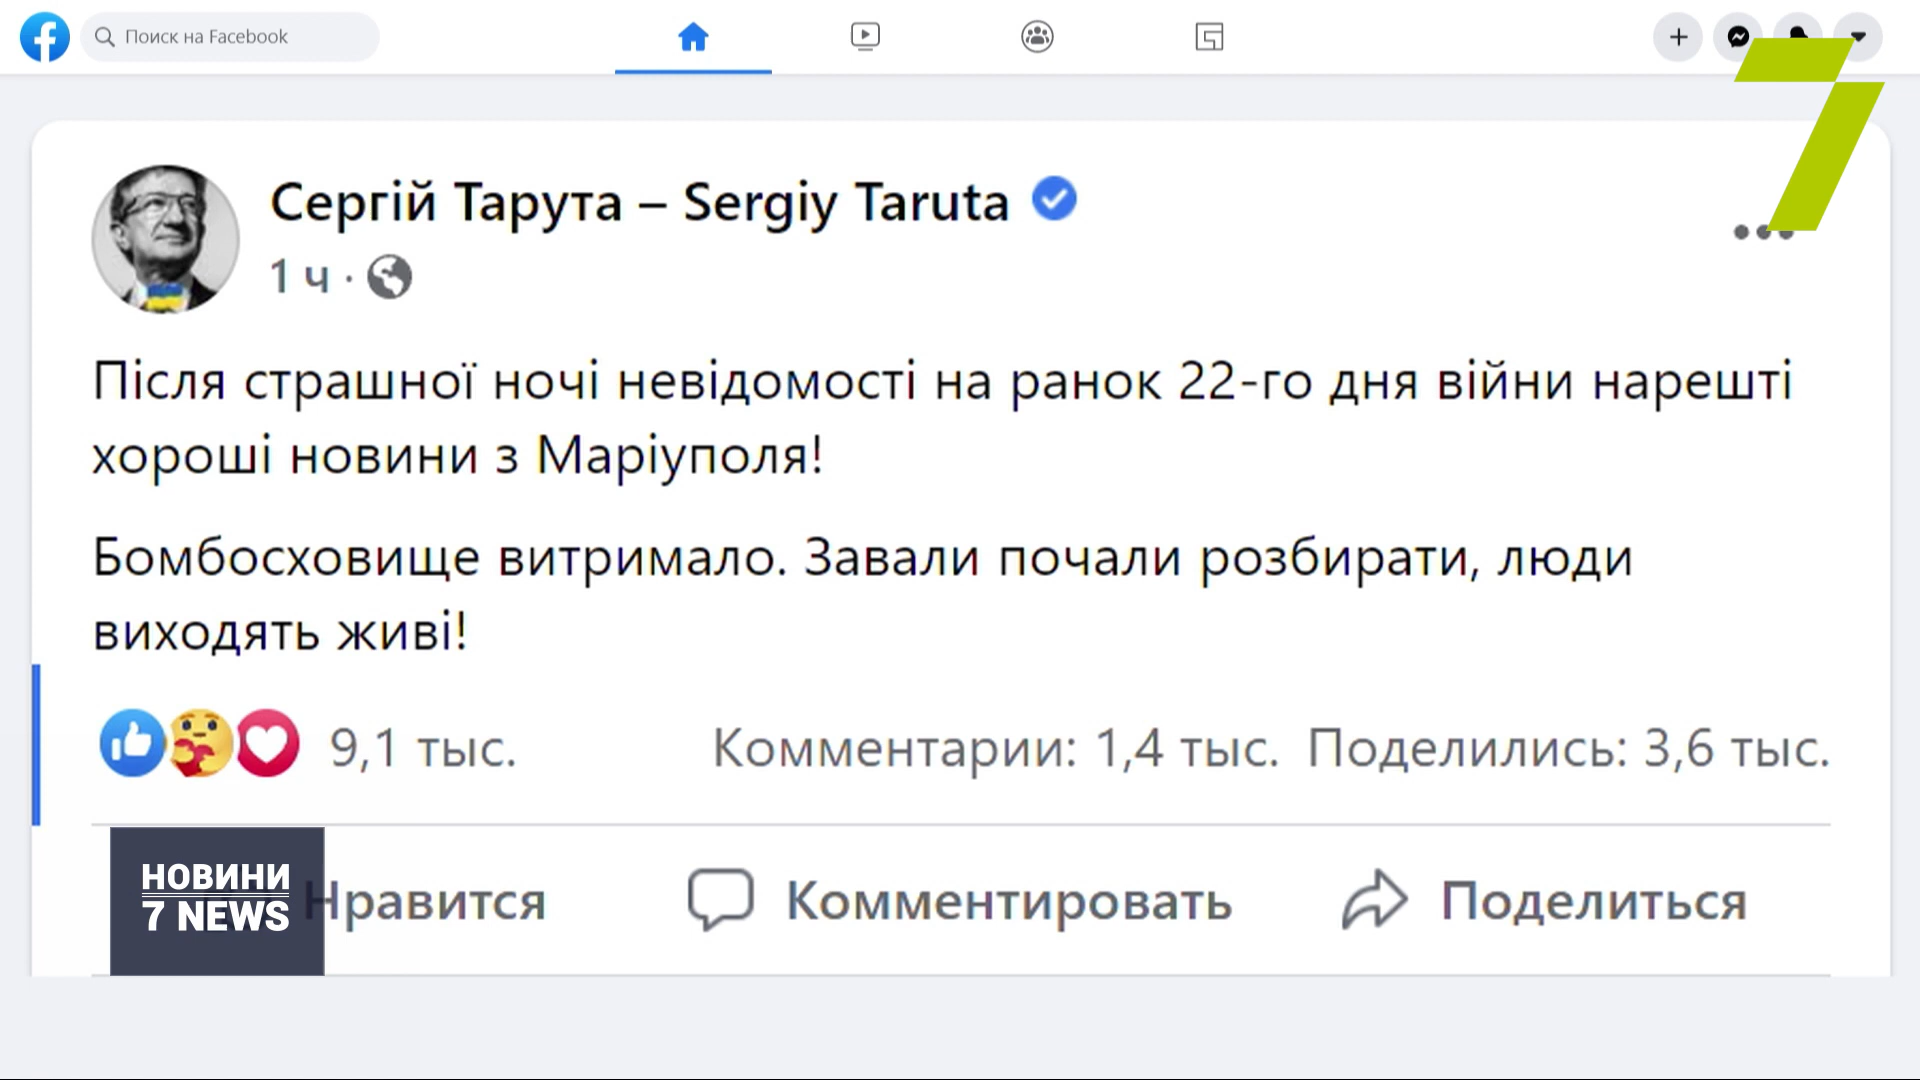 Поиск на Facebook
7
Сергій Тарута – Sergiy Taruta
1 ч ·
Після страшної ночі невідомості на ранок 22-го дня війни нарешті
хороші новини з Маріуполя!
Бомбосховище витримало. Завали почали розбирати, люди
виходять живі!
9,1 тыс. Комментарии: 1,4 тыс. Поделились: 3,6 тыс.
Нравится Комментировать Поделиться
НОВИНИ
7 NEWS